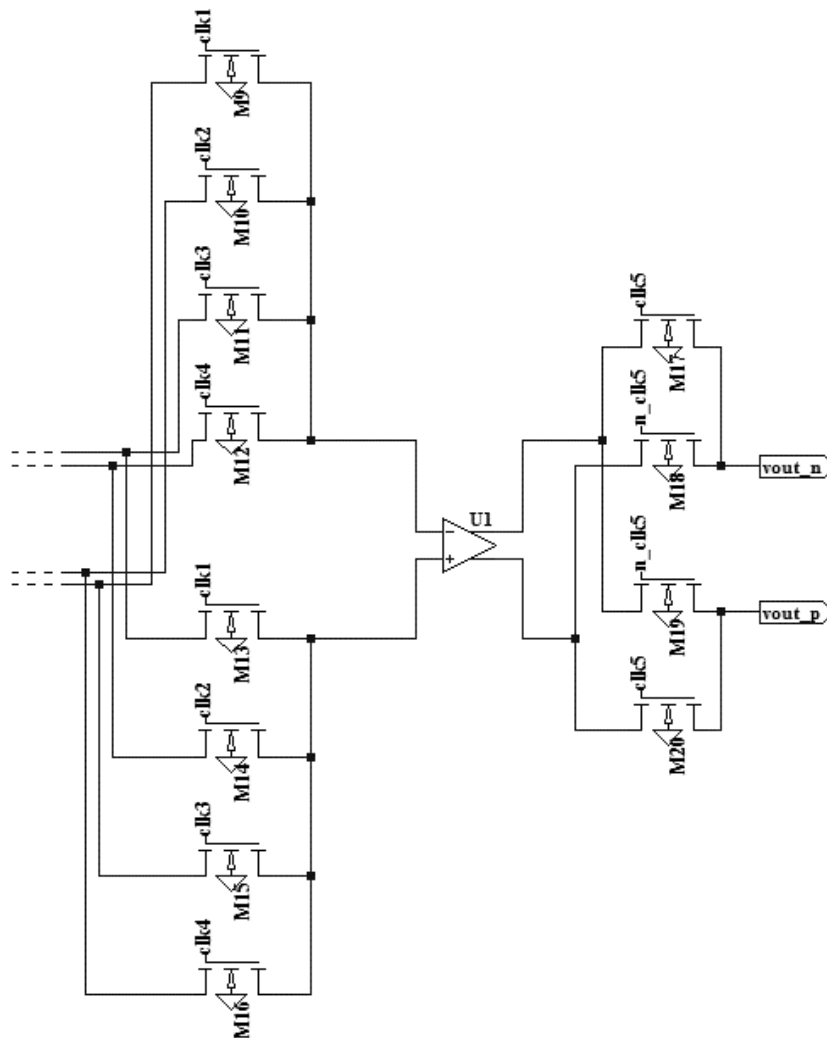 clk1
M9
clk2
M10
clk3
M11
clk4
M12
clk1
M13
clk2
M14
clk3
M15
clk4
M16
−
+
U1
clk5
M17
n_clk5
M18
n_clk5
M19
clk5
M20
vout_n
vout_p